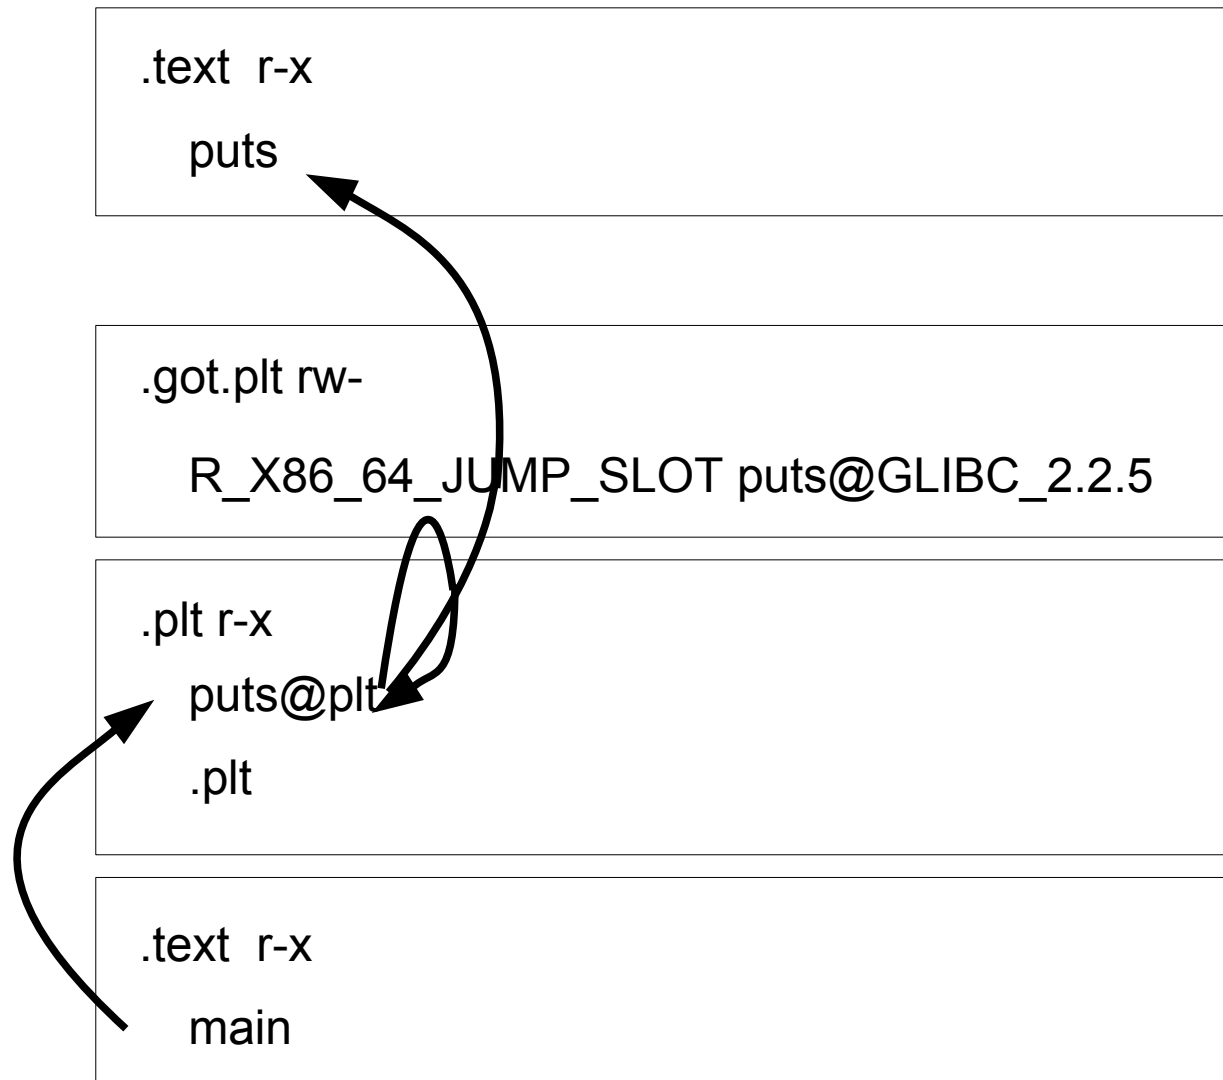 .text r-x
puts
.got.plt rw-
R_X86_64_JUMP_SLOT puts@GLIBC_2.2.5
.plt r-x
puts@plt
.plt
.text r-x
main